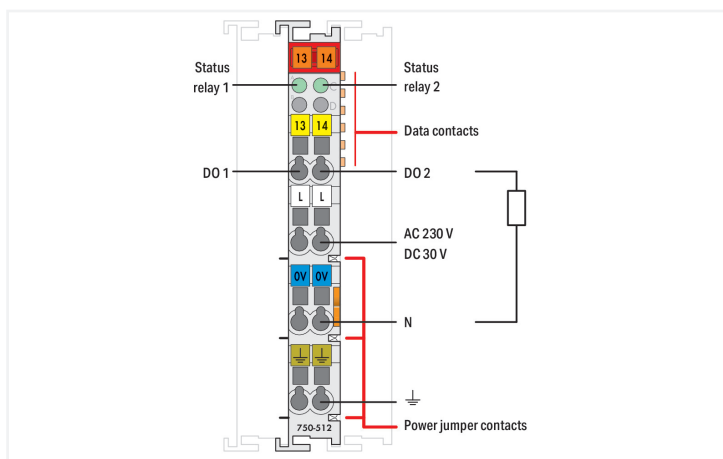 13 14
Status
relay 1
Status
relay 2
C
D
13 14
Data contacts
DO 1
DO 2
L L
AC 230 V
DC 30 V
0V 0V
N
Power jumper contacts
750-512